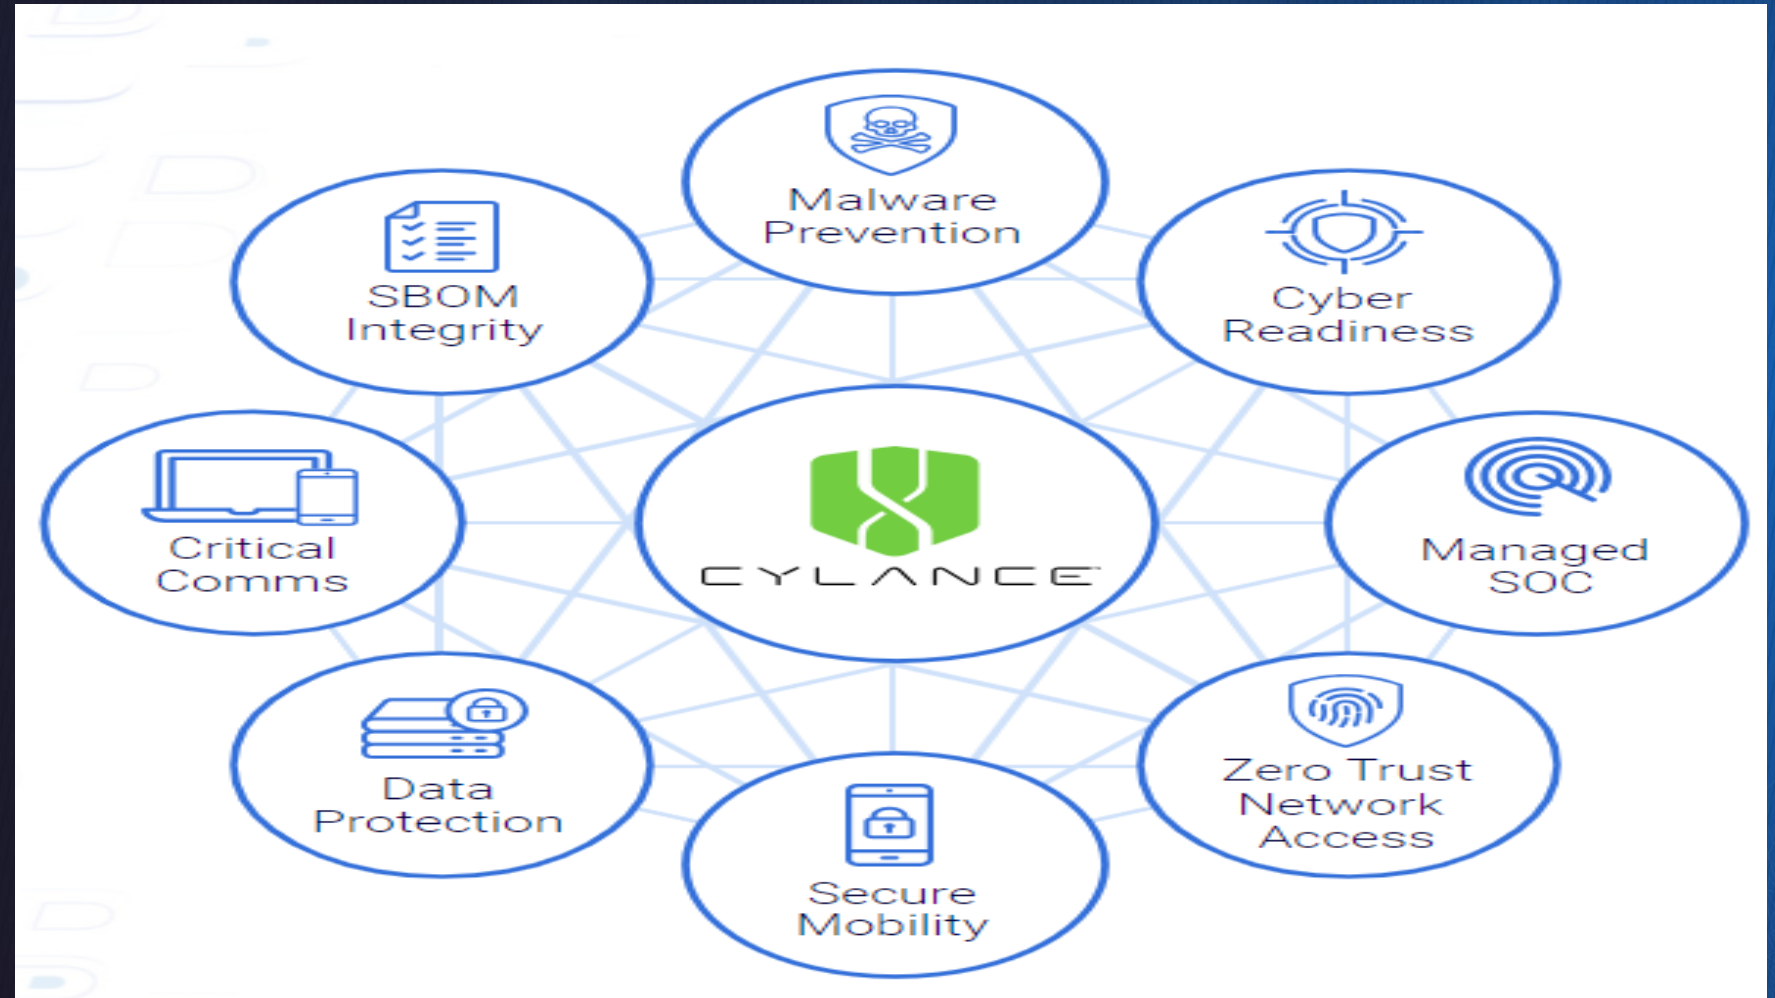 Malware
Prevention
Cyber
Readiness
Managed
SOC
Zero Trust
Network
Access
Secure
Mobility
Data
Protection
Critical
Comms
SBOM
Integrity
CYLANCE